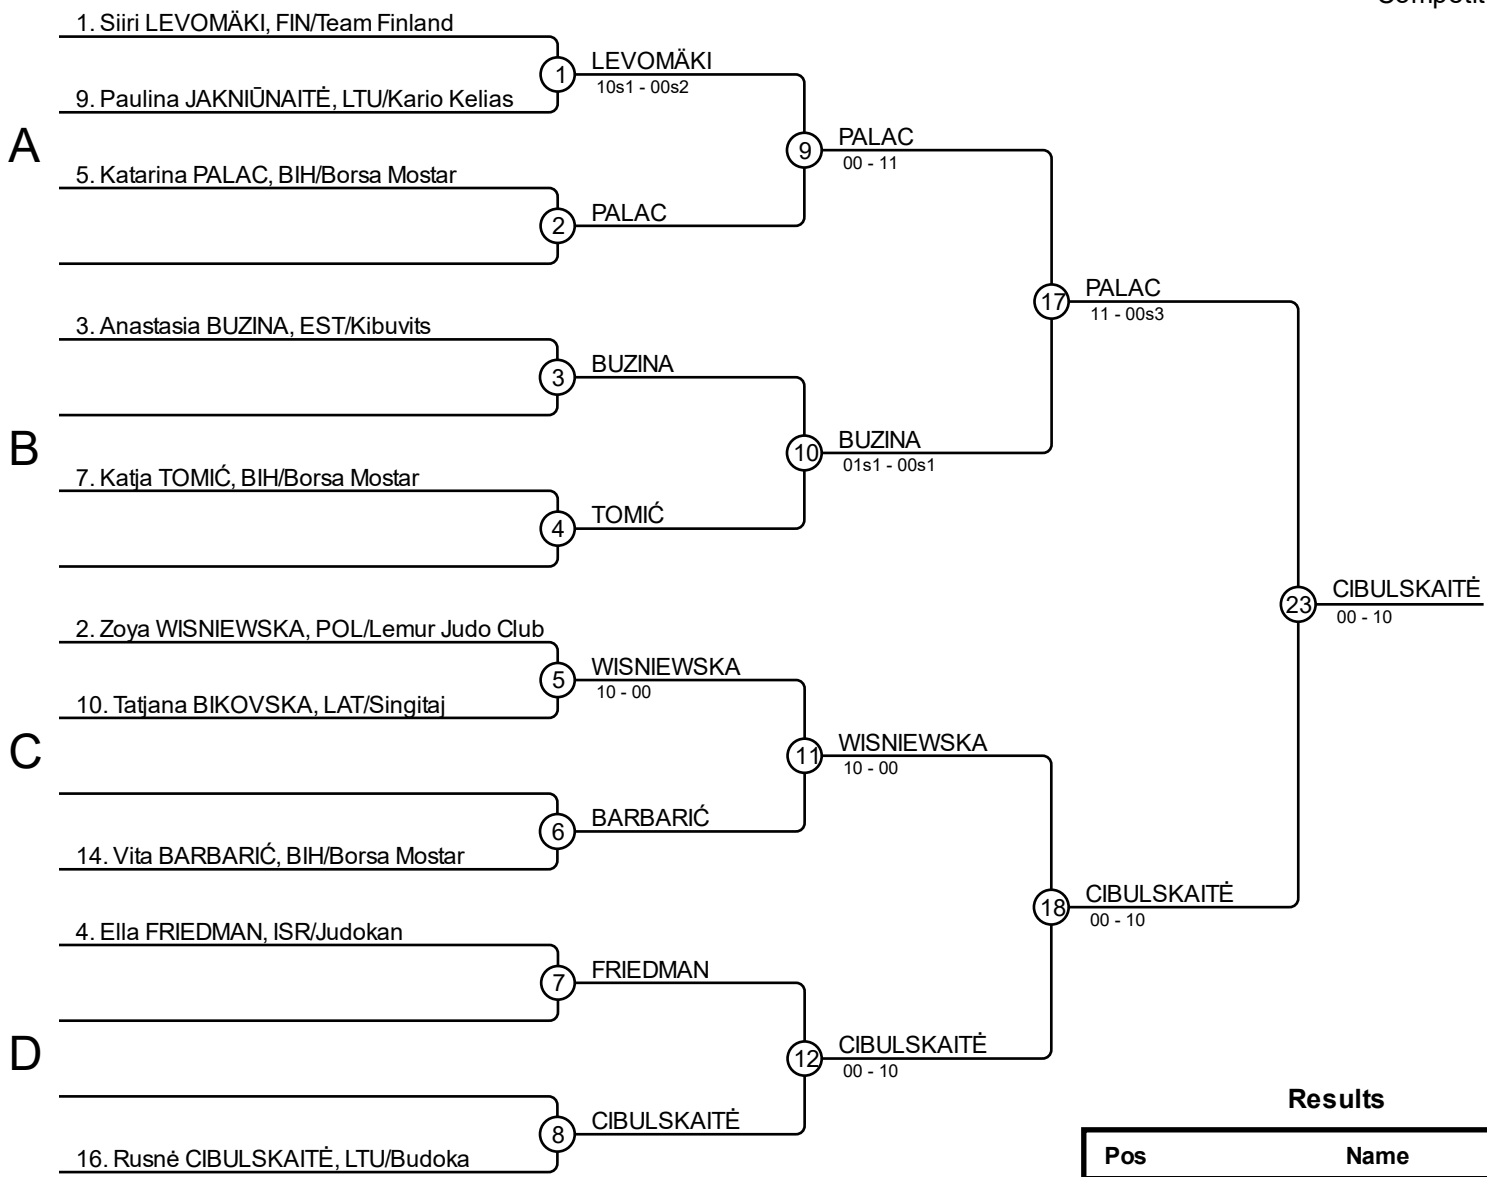 Competit
1. Siiri LEVOMÄKI, FIN/Team Finland
1
LEVOMÄKI
10s1 - 00s2
9. Paulina JAKNIŪNAITĖ, LTU/Kario Kelias
A
9
PALAC
00 - 11
5. Katarina PALAC, BIH/Borsa Mostar
2
PALAC
17
PALAC
11 - 00s3
3. Anastasia BUZINA, EST/Kibuvits
3
BUZINA
B
10
BUZINA
01s1 - 00s1
7. Katja TOMIĆ, BIH/Borsa Mostar
4
TOMIĆ
23
CIBULSKAITĖ
00 - 10
2. Zoya WISNIEWSKA, POL/Lemur Judo Club
5
WISNIEWSKA
10 - 00
10. Tatjana BIKOVSKA, LAT/Singitaj
C
11
WISNIEWSKA
10 - 00
6
BARBARIĆ
14. Vita BARBARIĆ, BIH/Borsa Mostar
18
CIBULSKAITĖ
00 - 10
4. Ella FRIEDMAN, ISR/Judokan
7
FRIEDMAN
D
12
CIBULSKAITĖ
00 - 10
8
CIBULSKAITĖ
16. Rusnė CIBULSKAITĖ, LTU/Budoka
Results
Pos Name